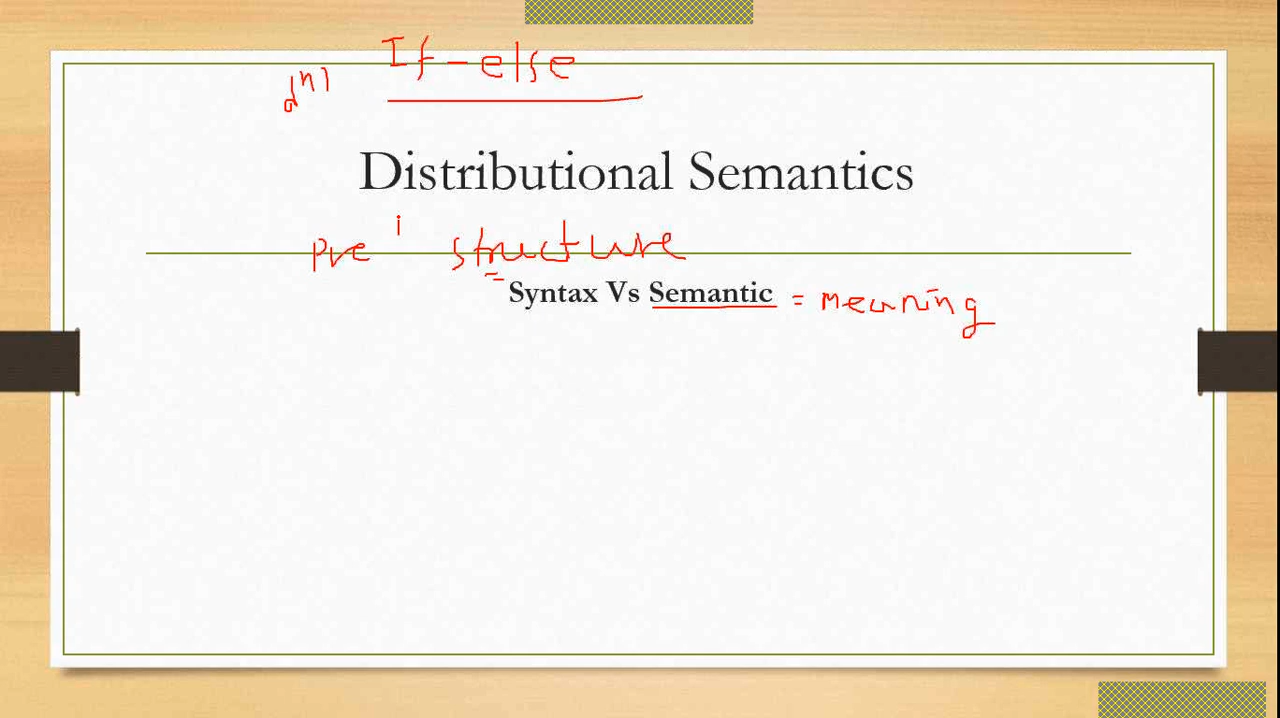 If-else
Distributional Semantics
Pre structure
Syntax Vs Semantic = meaning